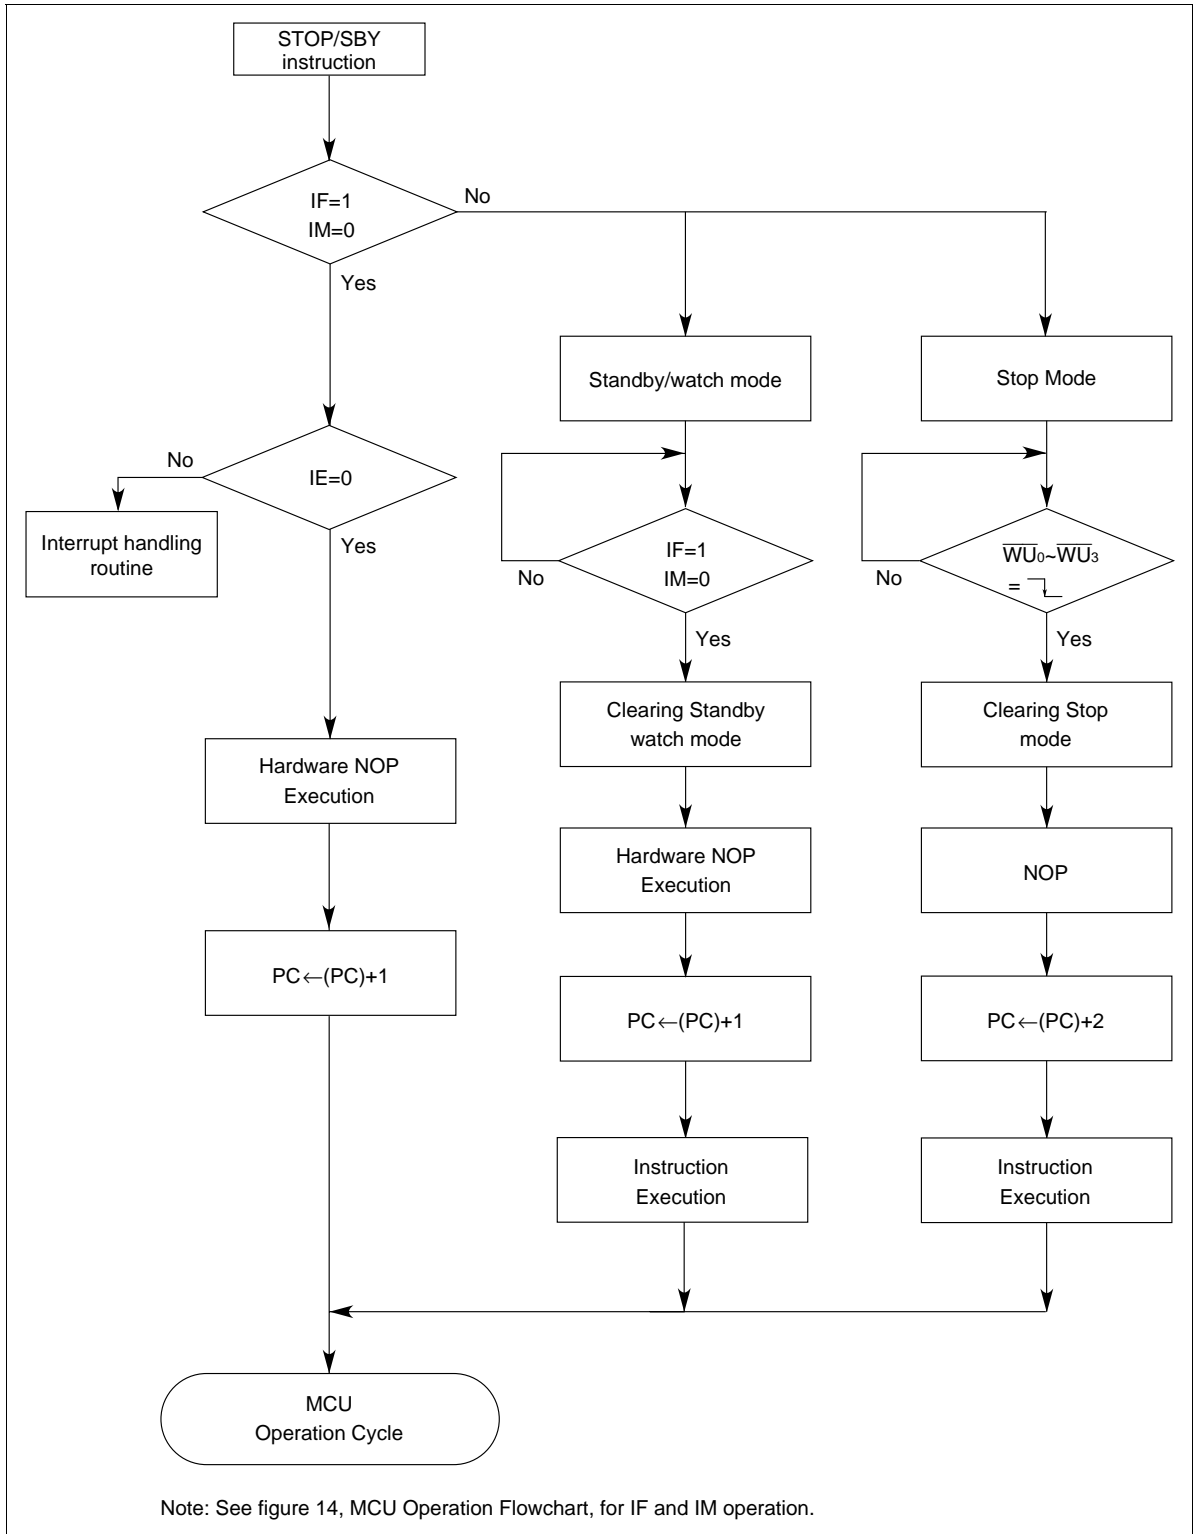 STOP/SBY
instruction
IF=1
IM=0
No
Yes
Standby/watch mode
Stop Mode
IE=0
No
Yes
Interrupt handling
routine
IF=1
IM=0
No
Yes
W̅U̅₀~W̅U̅₃
=
No
Yes
Clearing Standby
watch mode
Clearing Stop
mode
Hardware NOP
Execution
Hardware NOP
Execution
NOP
PC←(PC)+1
PC←(PC)+1
PC←(PC)+2
Instruction
Execution
Instruction
Execution
MCU
Operation Cycle
Note: See figure 14, MCU Operation Flowchart, for IF and IM operation.